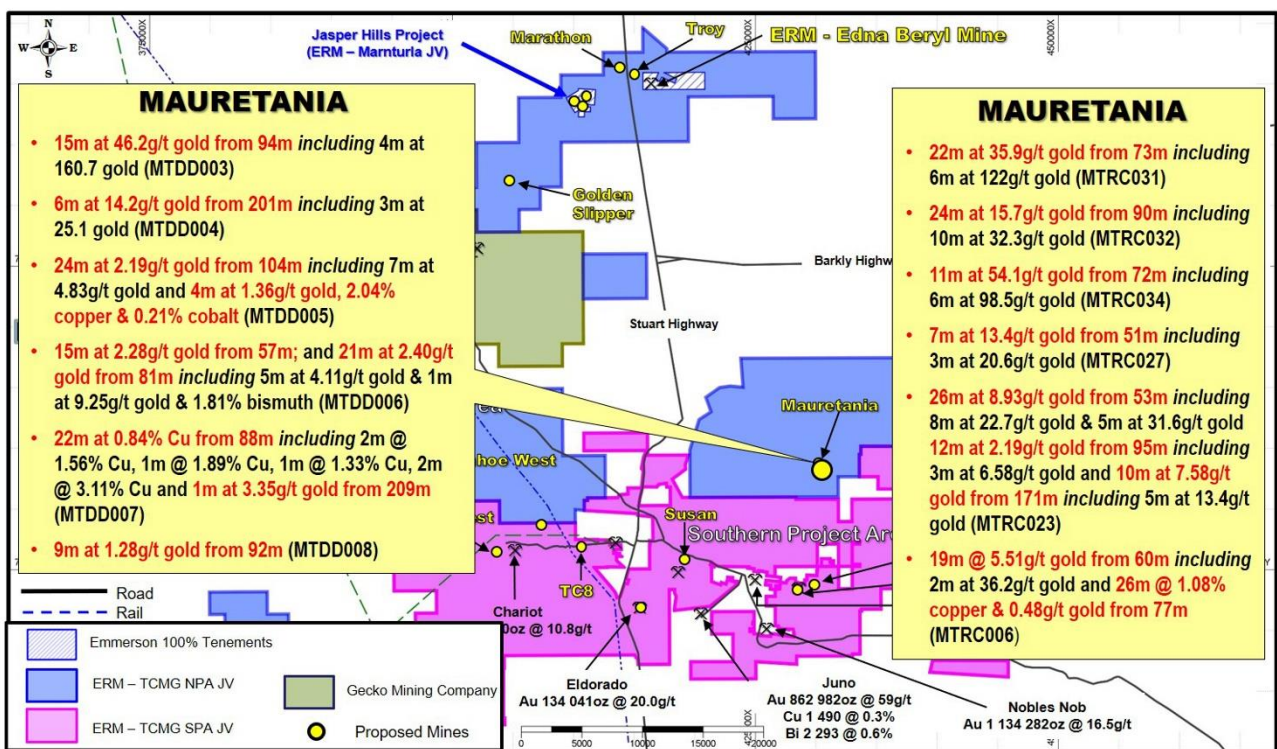 N
W E
S
3750000X
4250000X
4500000X
Jasper Hills Project
(ERM – Marnturla JV)
Marathon
Troy
ERM - Edna Beryl Mine
MAURETANIA
• 15m at 46.2g/t gold from 94m including 4m at
160.7 gold (MTDD003)
• 6m at 14.2g/t gold from 201m including 3m at
25.1 gold (MTDD004)
• 24m at 2.19g/t gold from 104m including 7m at
4.83g/t gold and 4m at 1.36g/t gold, 2.04%
copper & 0.21% cobalt (MTDD005)
• 15m at 2.28g/t gold from 57m; and 21m at 2.40g/t
gold from 81m including 5m at 4.11g/t gold & 1m
at 9.25g/t gold & 1.81% bismuth (MTDD006)
• 22m at 0.84% Cu from 88m including 2m @
1.56% Cu, 1m @ 1.89% Cu, 1m @ 1.33% Cu, 2m
@ 3.11% Cu and 1m at 3.35g/t gold from 209m
(MTDD007)
• 9m at 1.28g/t gold from 92m (MTDD008)
Golden
Slipper
Barkly Highw
Stuart Highway
Mauretania
hoe West
Susan
Southern Project Are
est
TC8
Chariot
0oz @ 10.8g/t
MAURETANIA
• 22m at 35.9g/t gold from 73m including
6m at 122g/t gold (MTRC031)
• 24m at 15.7g/t gold from 90m including
10m at 32.3g/t gold (MTRC032)
• 11m at 54.1g/t gold from 72m including
6m at 98.5g/t gold (MTRC034)
• 7m at 13.4g/t gold from 51m including
3m at 20.6g/t gold (MTRC027)
• 26m at 8.93g/t gold from 53m including
8m at 22.7g/t gold & 5m at 31.6g/t gold
12m at 2.19g/t gold from 95m including
3m at 6.58g/t gold and 10m at 7.58g/t
gold from 171m including 5m at 13.4g/t
gold (MTRC023)
• 19m @ 5.51g/t gold from 60m including
2m at 36.2g/t gold and 26m @ 1.08%
copper & 0.48g/t gold from 77m
(MTRC006)
Road
Rail
Emmerson 100% Tenements
ERM – TCMG NPA JV
ERM – TCMG SPA JV
Gecko Mining Company
Proposed Mines
Eldorado
Au 134 041oz @ 20.0g/t
Juno
Au 862 982oz @ 59g/t
Cu 1 490 @ 0.3%
Bi 2 293 @ 0.6%
Nobles Nob
Au 1 134 282oz @ 16.5g/t
0 5000 10000 15000 20000